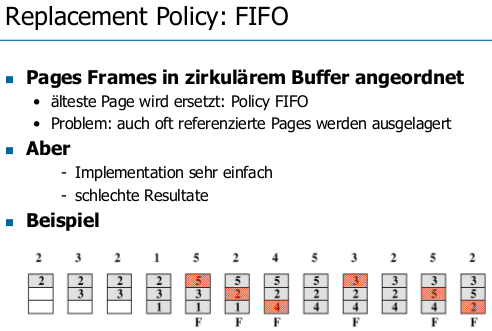 Replacement Policy: FIFO
Pages Frames in zirkulärem Buffer angeordnet
• älteste Page wird ersetzt: Policy FIFO
• Problem: auch oft referenzierte Pages werden ausgelagert
Aber
- Implementation sehr einfach
- schlechte Resultate
Beispiel
2 3 2 1 5 2 4 5 3 2 5 2
2 2 2 2 5 5 5 5 3 3 3 3
3 3 3 3 2 2 2 2 2 5 5
1 1 1 4 4 4 4 4 2
F F F F F F